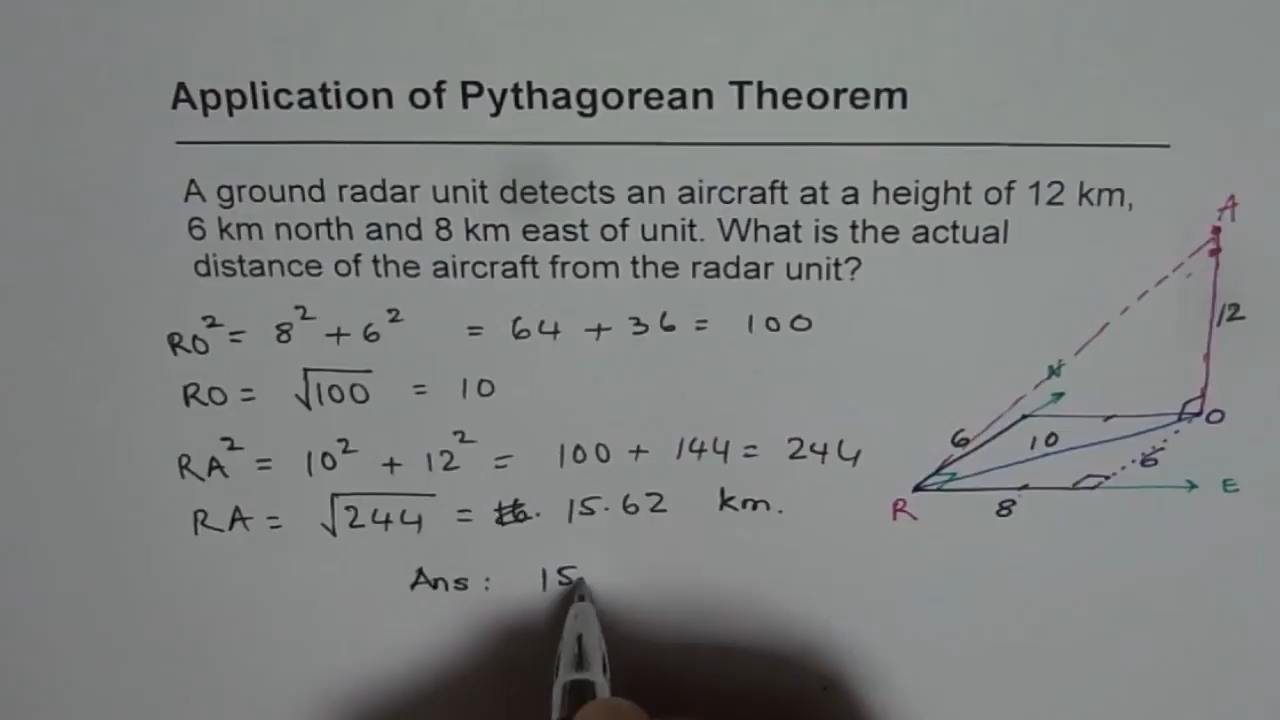 Application of Pythagorean Theorem
A ground radar unit detects an aircraft at a height of 12 km,
6 km north and 8 km east of unit. What is the actual
distance of the aircraft from the radar unit?
RO² = 8² + 6² = 64 + 36 = 100
RO = √100 = 10
RA² = 10² + 12² = 100 + 144 = 244
RA = √244 = 15.62 km.
Ans: 15
A
12
N
O
6
10
6
E
R
8